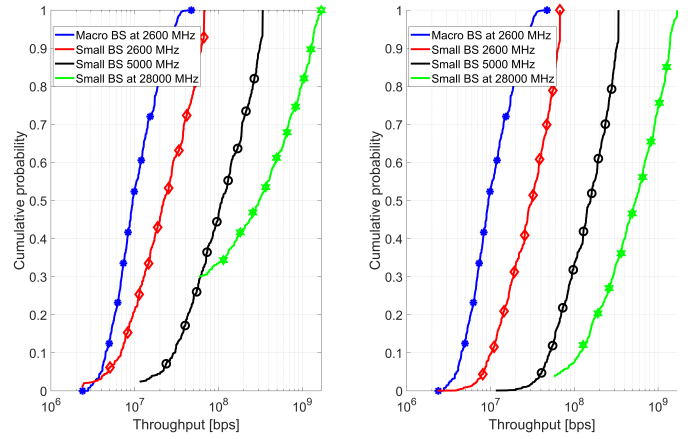 1
0.9
0.8
0.7
0.6
0.5
0.4
0.3
0.2
0.1
0
Cumulative probability
Macro BS at 2600 MHz
Small BS 2600 MHz
Small BS 5000 MHz
Small BS at 28000 MHz
10^6 10^7 10^8 10^9
Throughput [bps]
1
0.9
0.8
0.7
0.6
0.5
0.4
0.3
0.2
0.1
0
Cumulative probability
Macro BS at 2600 MHz
Small BS 2600 MHz
Small BS 5000 MHz
Small BS at 28000 MHz
10^6 10^7 10^8 10^9
Throughput [bps]